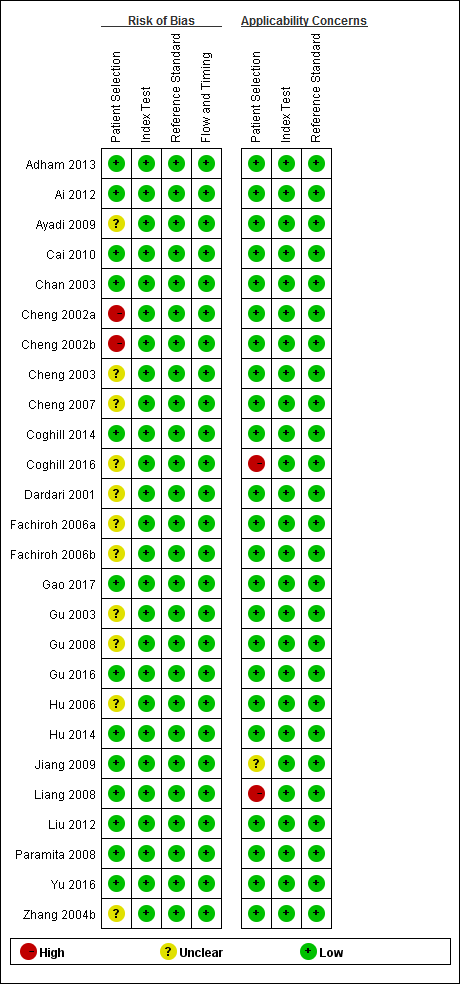 Risk of Bias Applicability Concerns
Patient Selection
Index Test
Reference Standard
Flow and Timing
Patient Selection
Index Test
Reference Standard
Adham 2013 + + + + + + +
Ai 2012 + + + + + + +
Ayadi 2009 ? + + + + + +
Cai 2010 + + + + + + +
Chan 2003 + + + + + + +
Cheng 2002a - + + + + + +
Cheng 2002b - + + + + + +
Cheng 2003 ? + + + + + +
Cheng 2007 ? + + + + + +
Coghill 2014 + + + + + + +
Coghill 2016 ? + + + - + +
Dardari 2001 ? + + + + + +
Fachiroh 2006a ? + + + + + +
Fachiroh 2006b ? + + + + + +
Gao 2017 + + + + + + +
Gu 2003 ? + + + + + +
Gu 2008 ? + + + + + +
Gu 2016 + + + + + + +
Hu 2006 ? + + + + + +
Hu 2014 + + + + + + +
Jiang 2009 + + + + ? + +
Liang 2008 + + + + - + +
Liu 2012 + + + + + + +
Paramita 2008 + + + + + + +
Yu 2016 + + + + + + +
Zhang 2004b ? + + + + + +
- High ? Unclear + Low